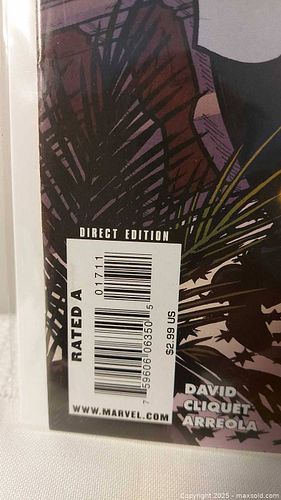 DIRECT EDITION
RATED A
01711
7 59606 06350 5
$2.99 US
WWW.MARVEL.COM
DAVID
CLIQUET
ARREOLA
Copyright 2025 - maxsold.com